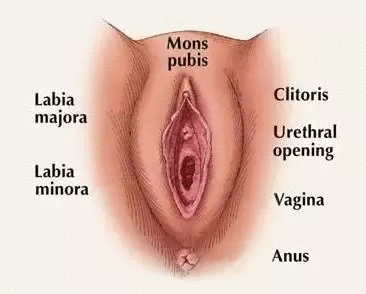 Mons
pubis
Labia
majora
Labia
minora
Clitoris
Urethral
opening
Vagina
Anus